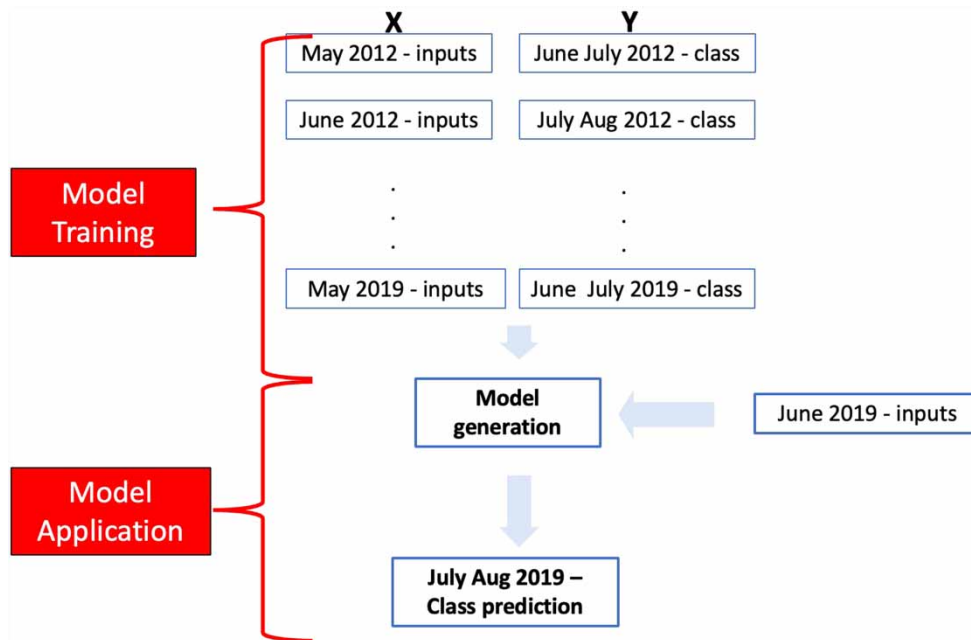 X Y
May 2012 - inputs June July 2012 - class
June 2012 - inputs July Aug 2012 - class
. .
. .
. .
Model
Training
May 2019 - inputs June July 2019 - class
Model
generation
June 2019 - inputs
Model
Application
July Aug 2019 –
Class prediction